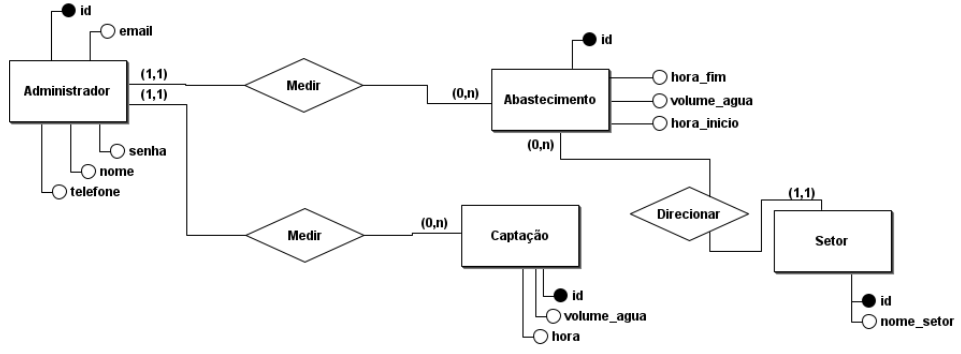 id
email
Administrador
(1,1)
(1,1)
senha
nome
telefone
Medir
(0,n)
id
Abastecimento
hora_fim
volume_agua
hora_inicio
(0,n)
Direcionar
(1,1)
Setor
id
nome_setor
Medir
(0,n)
Captação
id
volume_agua
hora